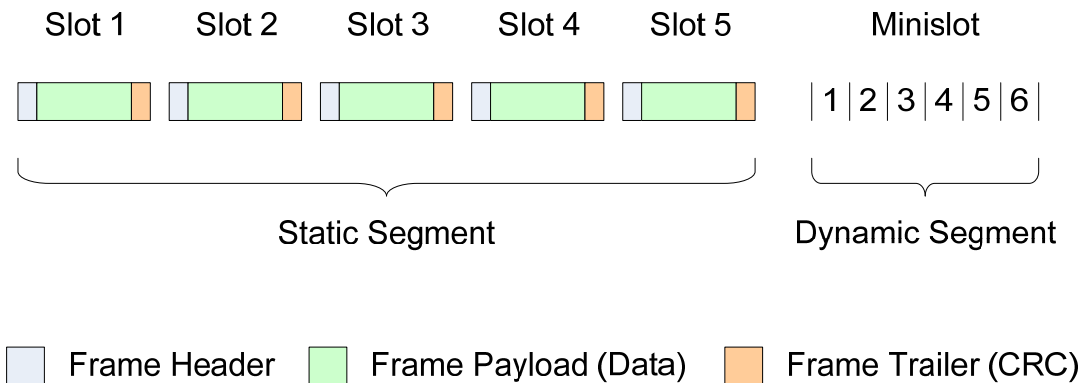 Slot 1 Slot 2 Slot 3 Slot 4 Slot 5 Minislot
1 2 3 4 5 6
Static Segment Dynamic Segment
Frame Header Frame Payload (Data) Frame Trailer (CRC)